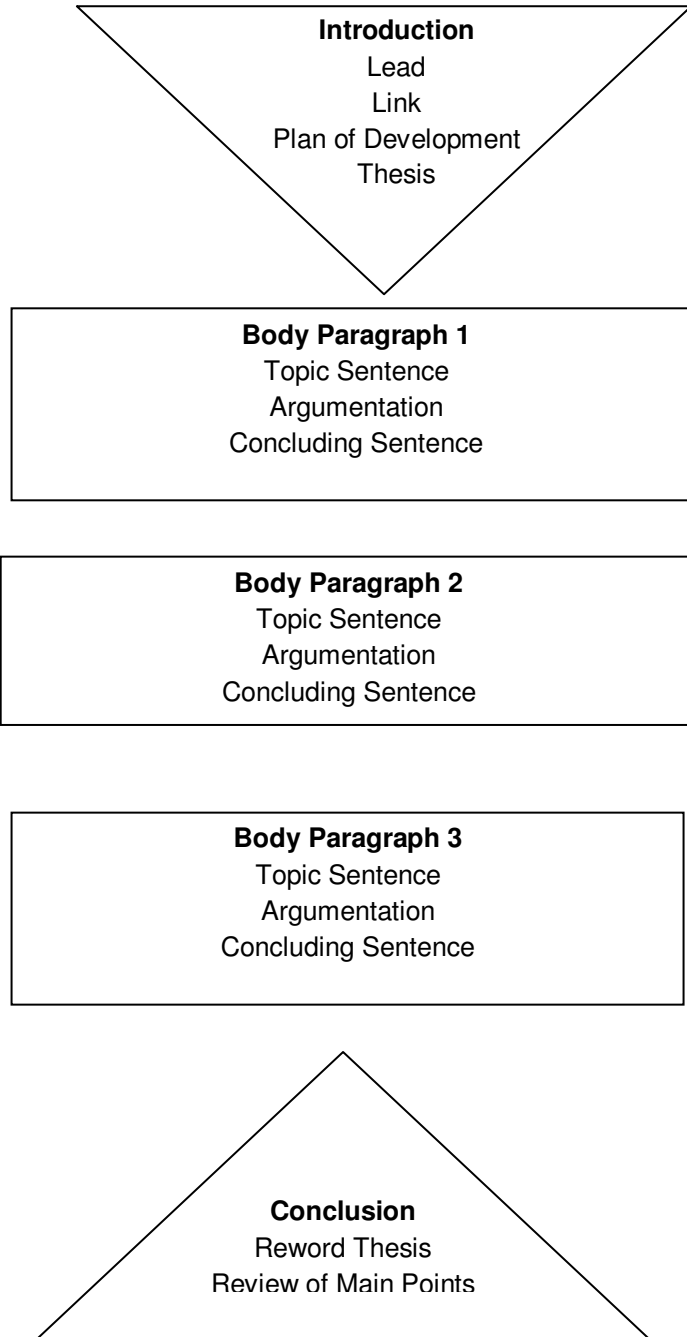 Introduction
Lead
Link
Plan of Development
Thesis
Body Paragraph 1
Topic Sentence
Argumentation
Concluding Sentence
Body Paragraph 2
Topic Sentence
Argumentation
Concluding Sentence
Body Paragraph 3
Topic Sentence
Argumentation
Concluding Sentence
Conclusion
Reword Thesis
Review of Main Points